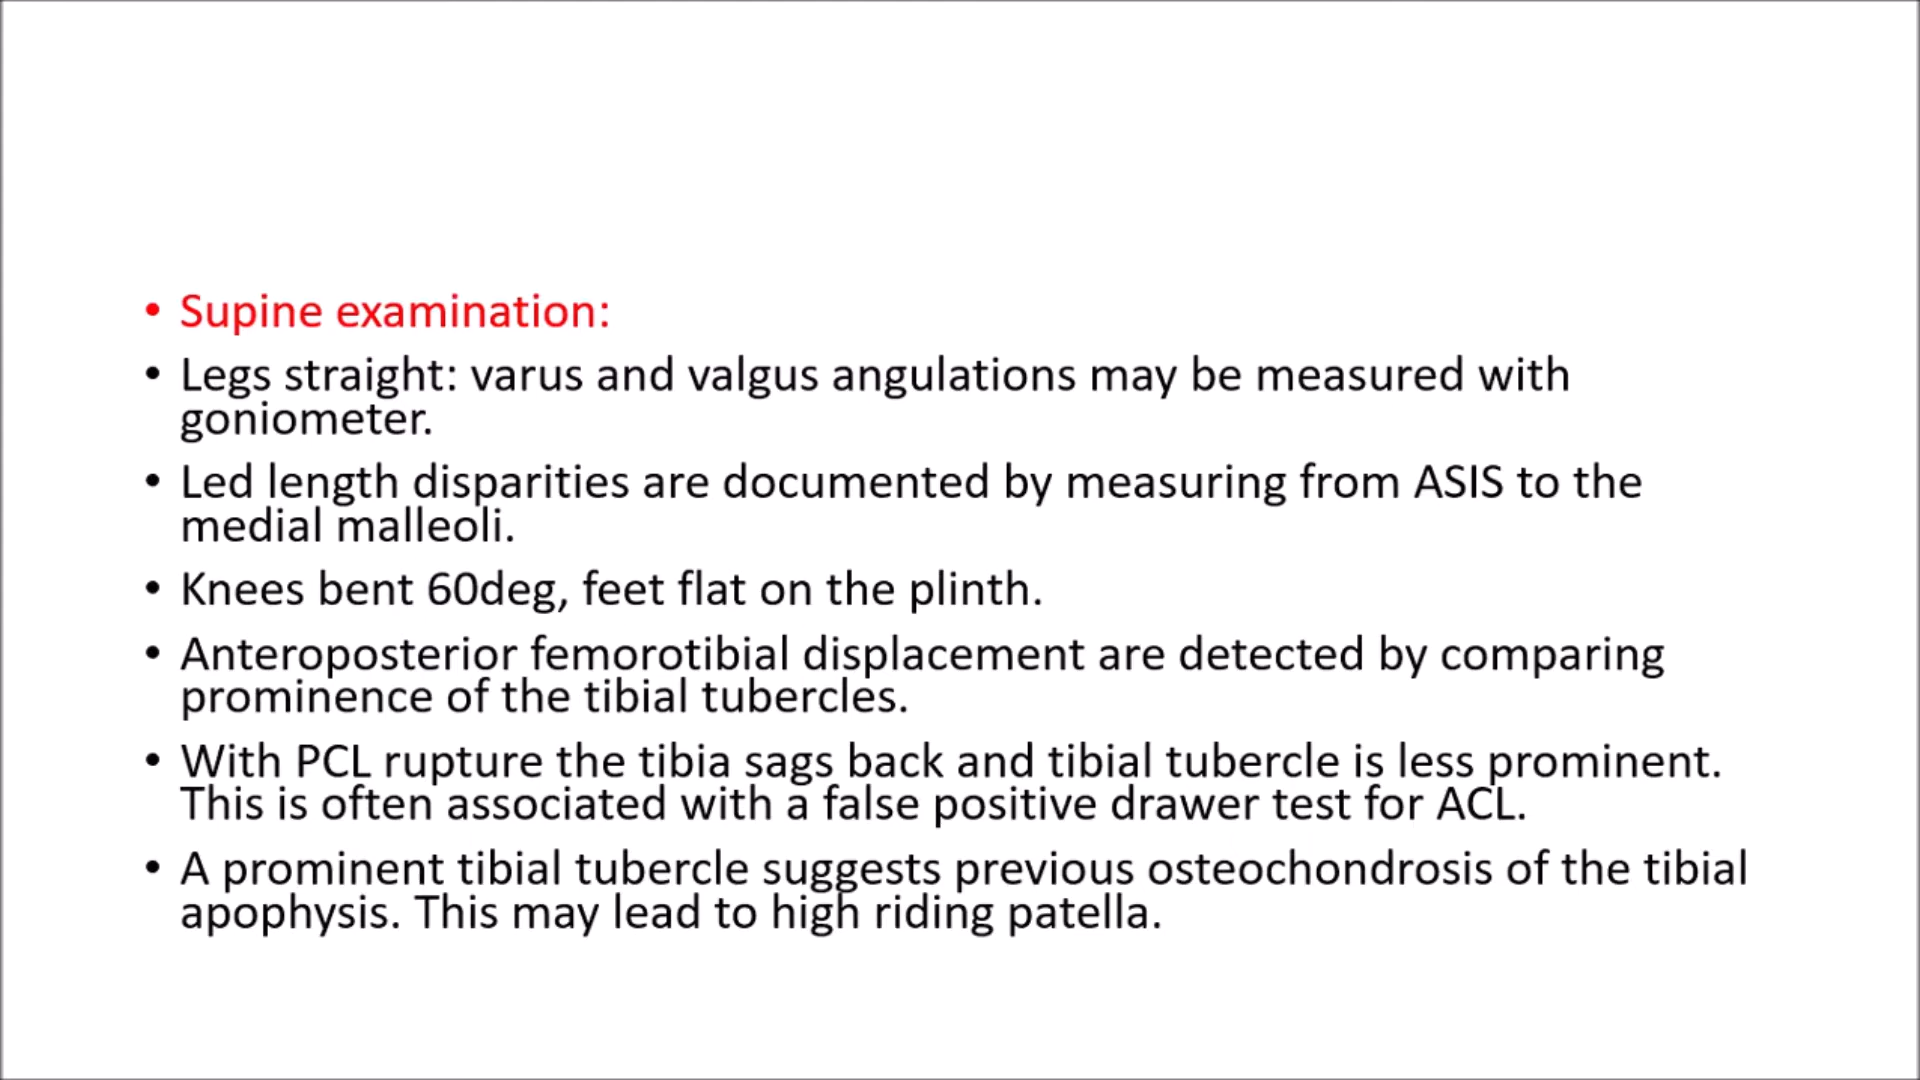 • Supine examination:
• Legs straight: varus and valgus angulations may be measured with
goniometer.
• Led length disparities are documented by measuring from ASIS to the
medial malleoli.
• Knees bent 60deg, feet flat on the plinth.
• Anteroposterior femorotibial displacement are detected by comparing
prominence of the tibial tubercles.
• With PCL rupture the tibia sags back and tibial tubercle is less prominent.
This is often associated with a false positive drawer test for ACL.
• A prominent tibial tubercle suggests previous osteochondrosis of the tibial
apophysis. This may lead to high riding patella.